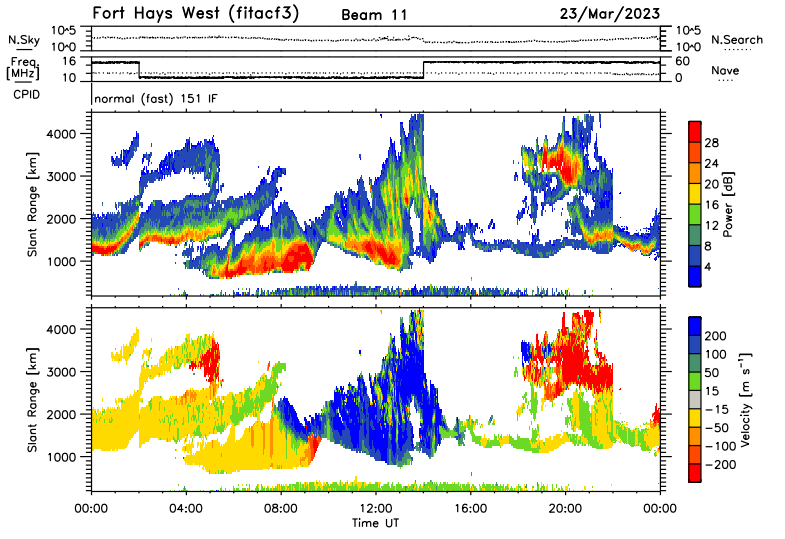 Fort Hays West (fitacf3) Beam 11 23/Mar/2023
N.Sky 10^5 10^0 10^5 10^0 N.Search
Freq. [MHz] 16 10 60 0 Nave
CPID normal (fast) 151 IF
Slant Range [km] 4000 3000 2000 1000
Power [dB] 28 24 20 16 12 8 4
Slant Range [km] 4000 3000 2000 1000
Velocity [m s⁻¹] 200 100 50 15 −15 −50 −100 −200
00:00 04:00 08:00 12:00 16:00 20:00 00:00
Time UT